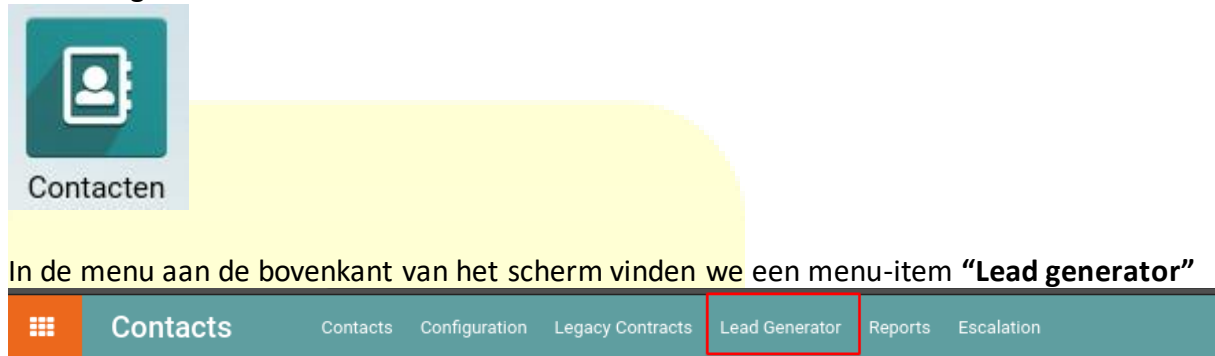 Contacten
In de menu aan de bovenkant van het scherm vinden we een menu-item “Lead generator”
Contacts Contacts Configuration Legacy Contracts Lead Generator Reports Escalation